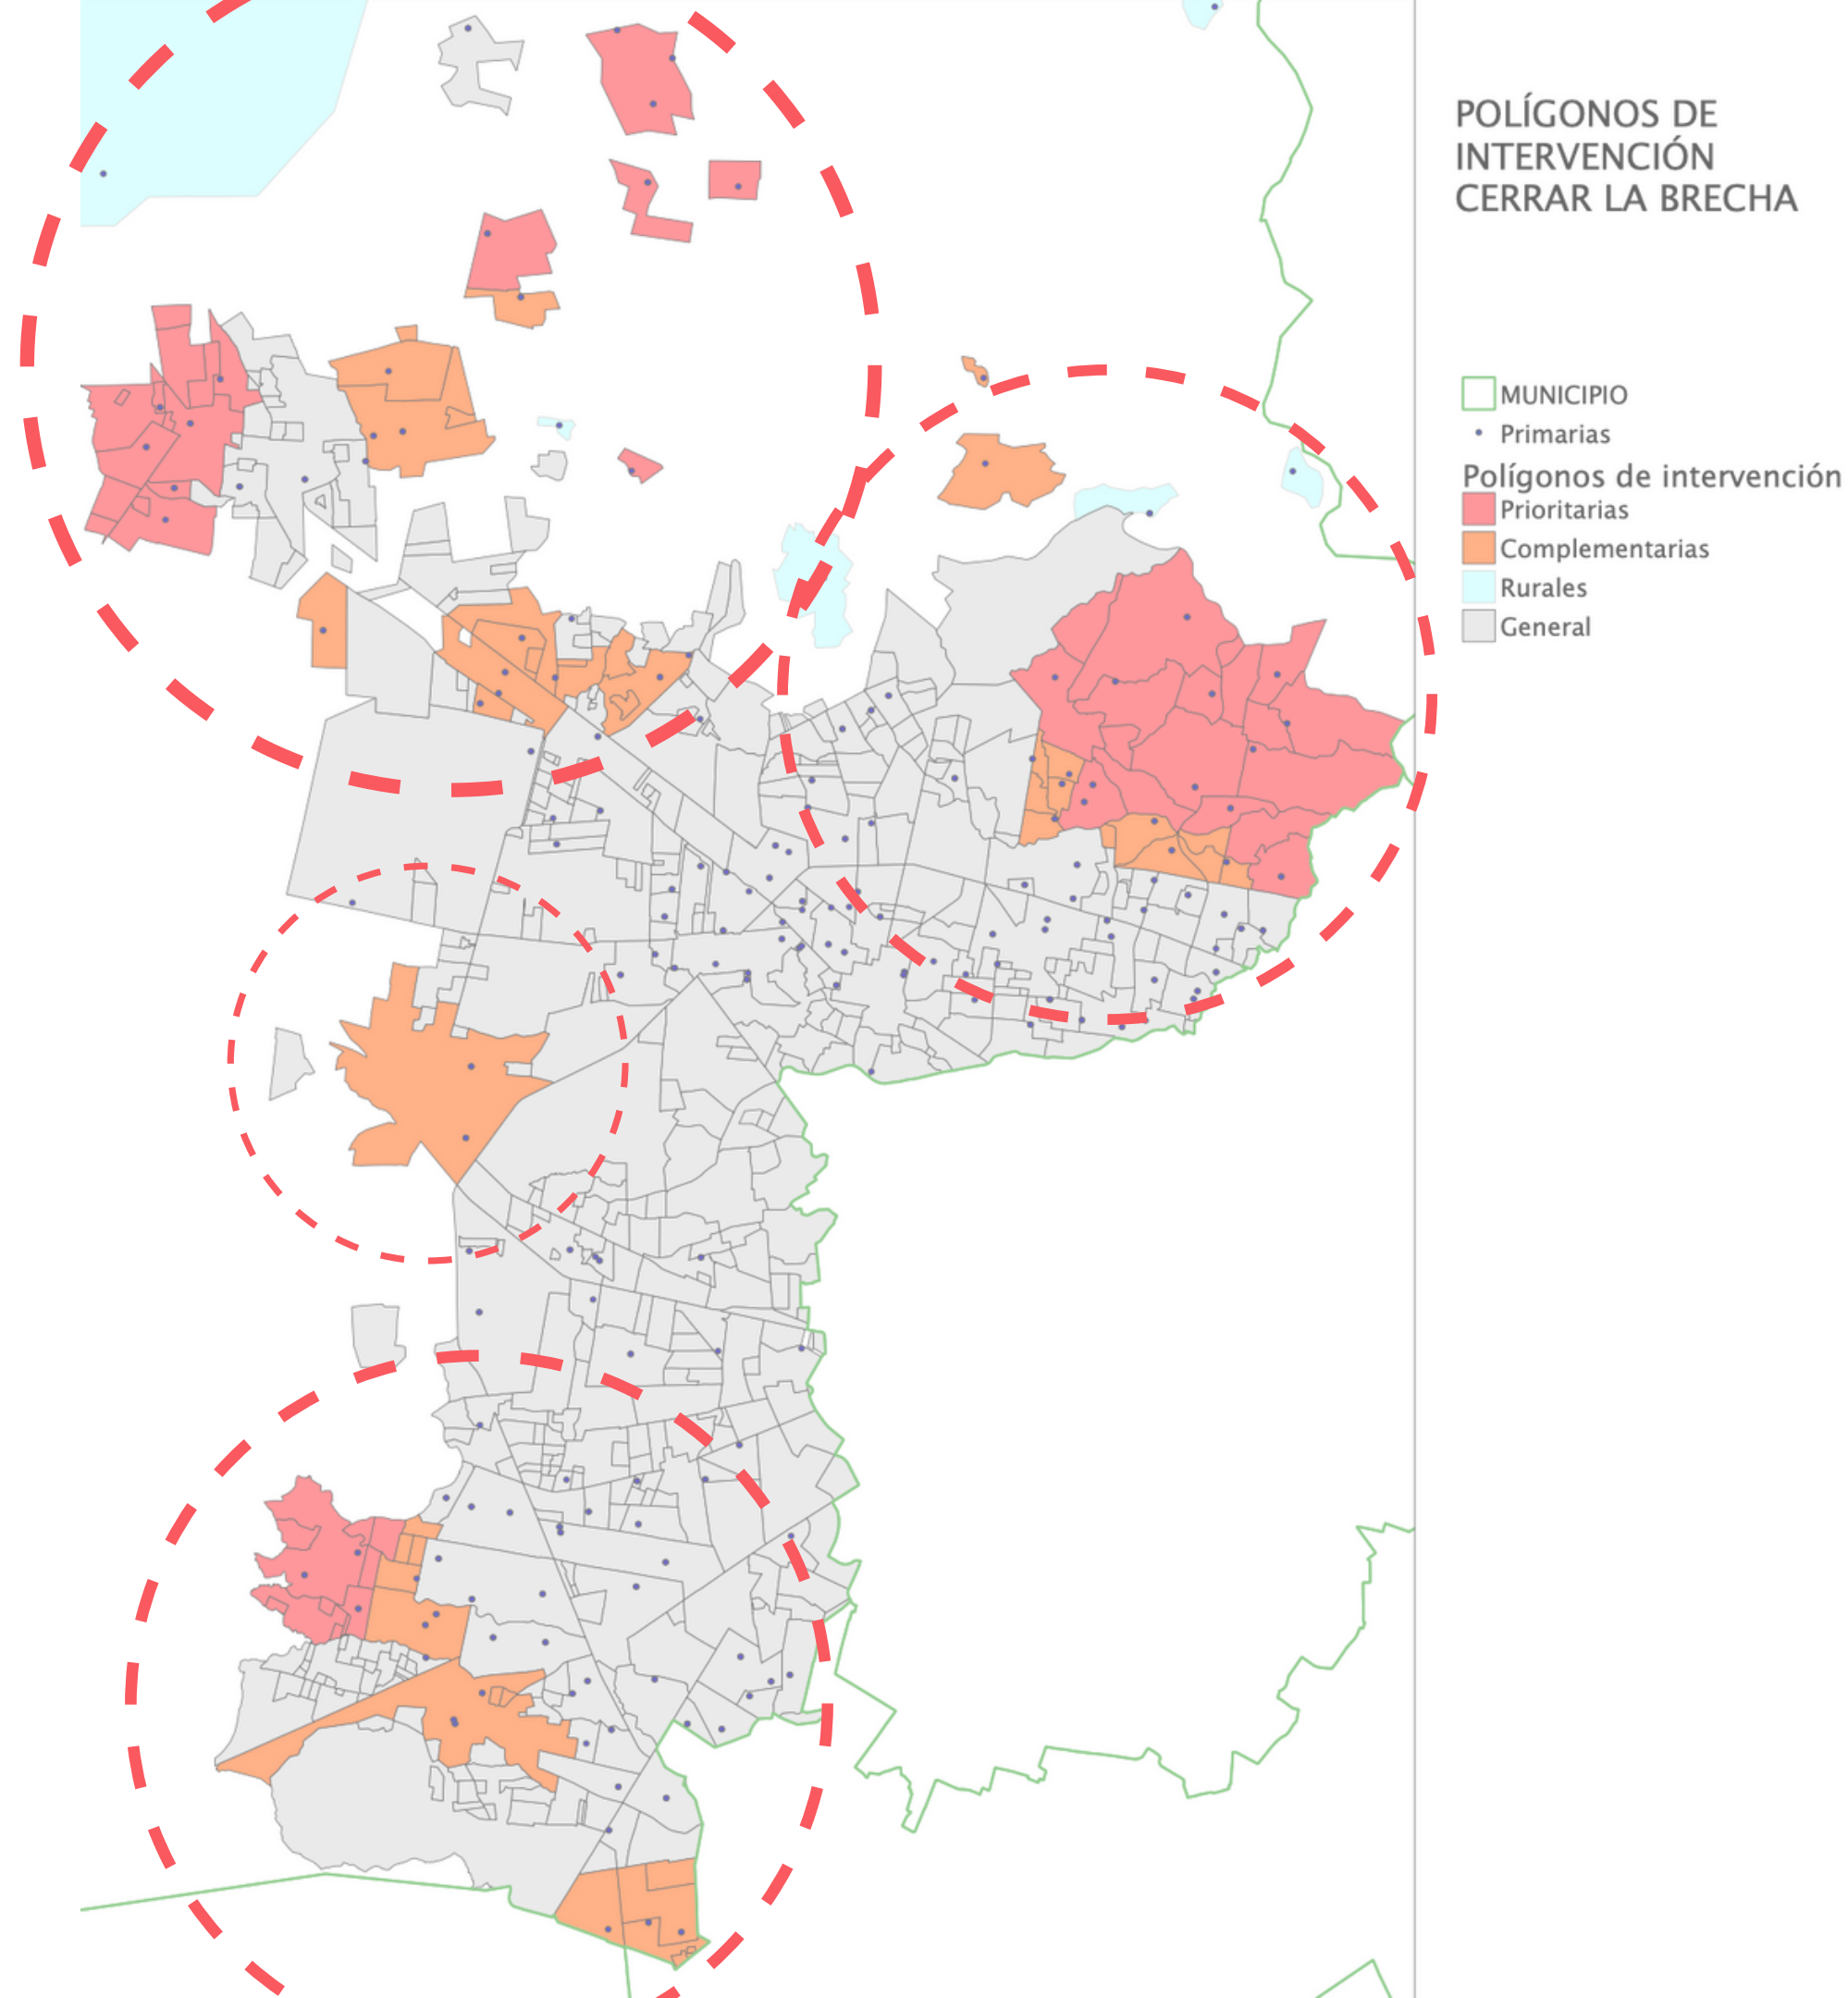 POLÍGONOS DE
INTERVENCIÓN
CERRAR LA BRECHA
MUNICIPIO
Primarias
Polígonos de intervención
Prioritarias
Complementarias
Rurales
General